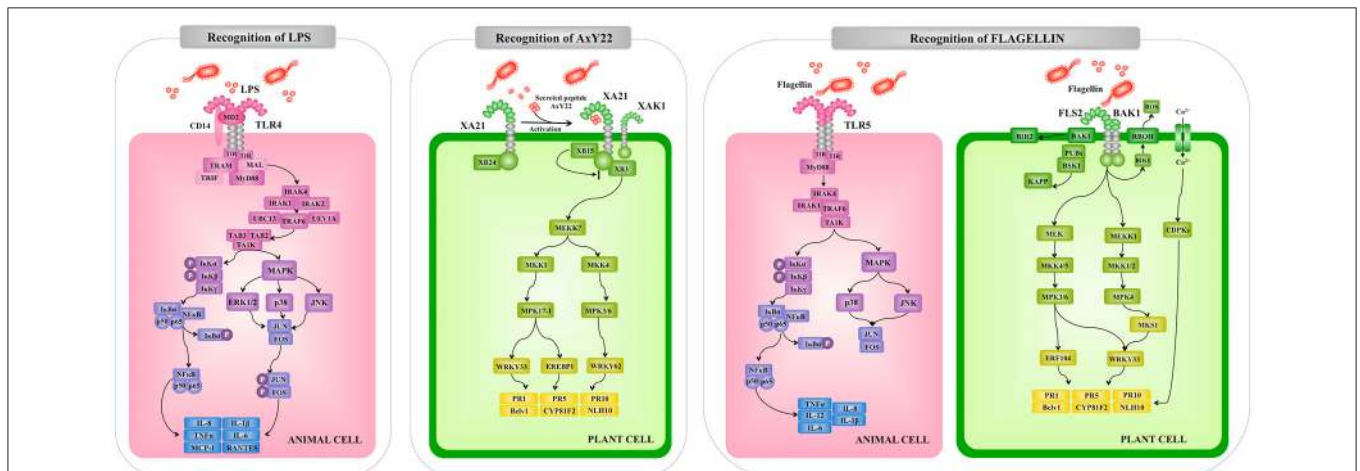 Recognition of LPS
LPS
MD2
CD14
TLR4
TIR TIR
TRAM MAL
TRIF MyD88
IRAK4
IRAK1 IRAK2
UBC13 TRAF6 UEV1A
TAB3 TAB2
TA1K
P IκKα
P IκKβ
IκKγ
MAPK
ERK1/2 p38 JNK
IκBα NFκB
p50 p65
IκBα P
JUN
FOS
NFκB
p50 p65
P JUN
P FOS
IL-8 IL-1β
TNFα IL-6
MCP-1 RANTES
ANIMAL CELL
Recognition of AxY22
Secreted peptide
AxY22
Activation
XA21
XA21
XAK1
XB24
XB15
XB3
MEKK?
MKK1 MKK4
MPK17-1 MPK3/6
WRKY33 EREBP1 WRKY62
PR1 PR5 PR10
Belv1 CYP81F2 NLH10
PLANT CELL
Recognition of FLAGELLIN
Flagellin
TLR5
TIR TIR
MyD88
IRAK4
IRAK1 TRAF6
TA1K
P IκKα
P IκKβ
IκKγ
MAPK
p38 JNK
IκBα NFκB
p50 p65
IκBα P
JUN
FOS
NFκB
p50 p65
TNFα IL-8
IL-12 IL-1β
IL-6
ANIMAL CELL
Flagellin
FLS2 BAK1
ROS
BIR2 BAK1 RBOH
PUBs
BSK1
KAPP
BIK1
MEK MEKK1
MKK4/5 MKK1/2
MPK3/6 MPK4
MKS1
CDPKs
ERF104 WRKY33
PR1 PR5 PR10
Belv1 CYP81F2 NLH10
PLANT CELL